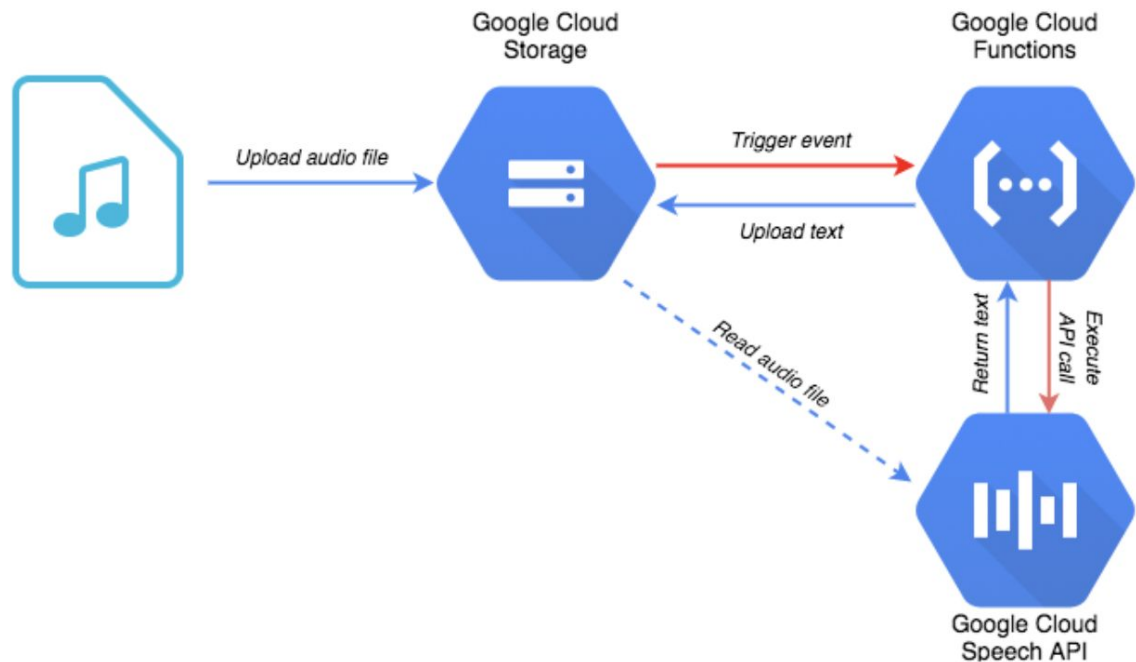 Google Cloud
Storage
Google Cloud
Functions
Upload audio file
Trigger event
Upload text
Read audio file
Return text
Execute
API call
Google Cloud
Speech API